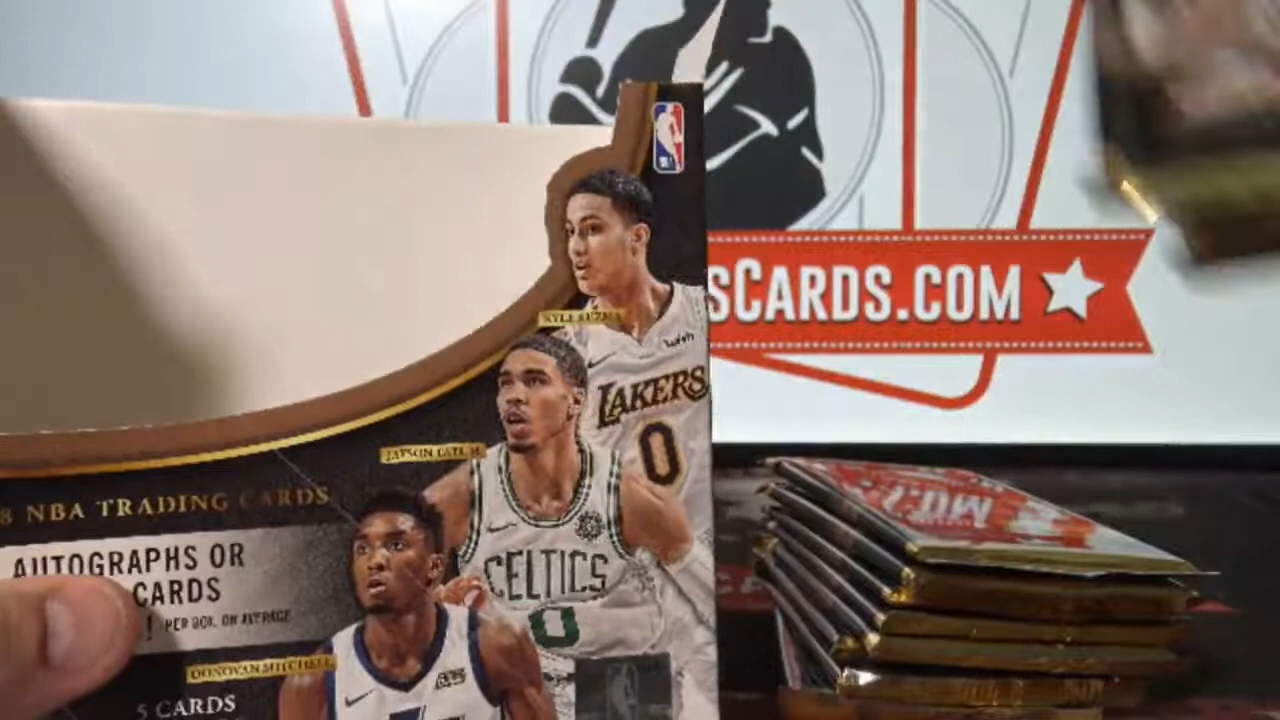 SCARDS.COM
KYLE KUZMA
LAKERS
0
JAYSON TATUM
CELTICS
0
8 NBA TRADING CARDS
AUTOGRAPHS OR
CARDS
! PER BOX, ON AVERAGE
DONOVAN MITCHELL
5 CARDS